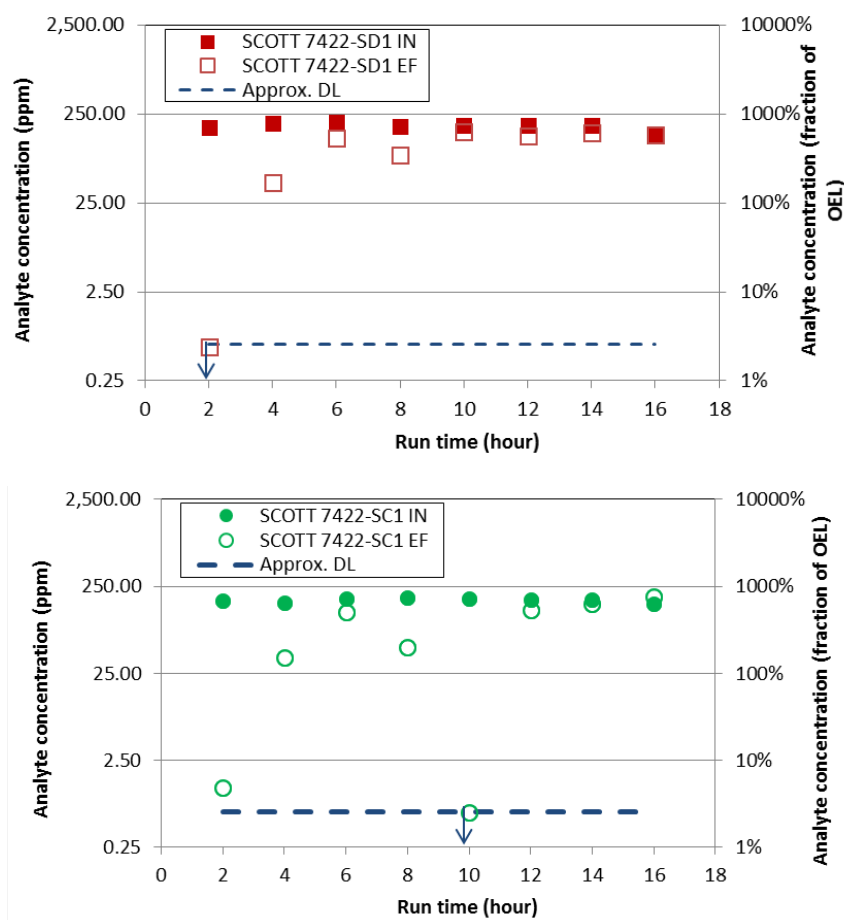 2,500.00
250.00
25.00
2.50
0.25
Analyte concentration (ppm)
SCOTT 7422-SD1 IN
SCOTT 7422-SD1 EF
Approx. DL
10000%
1000%
100%
10%
1%
Analyte concentration (fraction of
OEL)
0 2 4 6 8 10 12 14 16 18
Run time (hour)
2,500.00
250.00
25.00
2.50
0.25
Analyte concentration (ppm)
SCOTT 7422-SC1 IN
SCOTT 7422-SC1 EF
Approx. DL
10000%
1000%
100%
10%
1%
Analyte concentration (fraction of OEL)
0 2 4 6 8 10 12 14 16 18
Run time (hour)